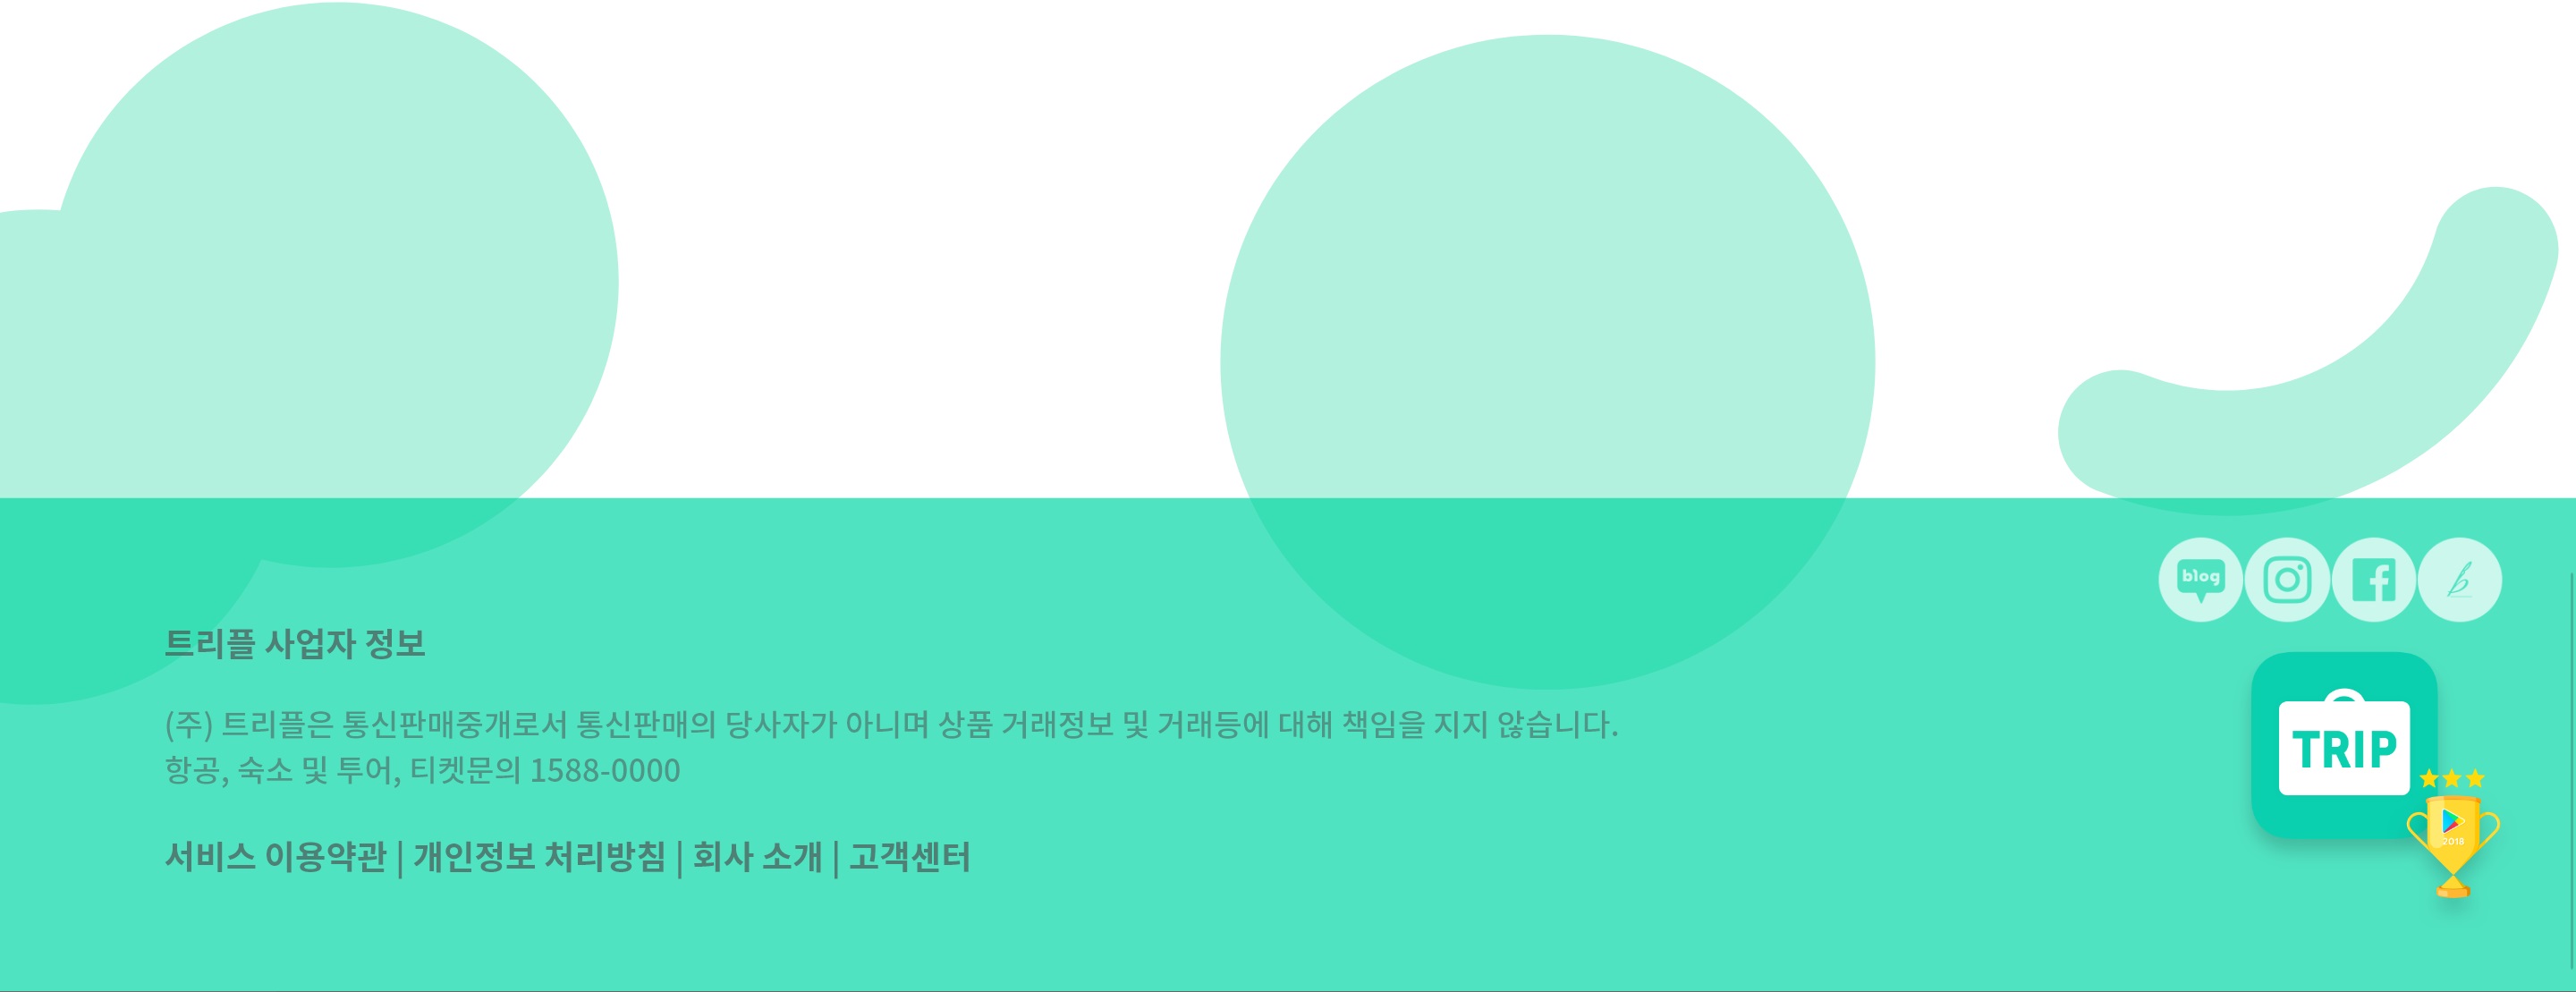 blog
트리플 사업자 정보
(주) 트리플은 통신판매중개로서 통신판매의 당사자가 아니며 상품 거래정보 및 거래등에 대해 책임을 지지 않습니다.
항공, 숙소 및 투어, 티켓문의 1588-0000
서비스 이용약관 | 개인정보 처리방침 | 회사 소개 | 고객센터
TRIP
2018